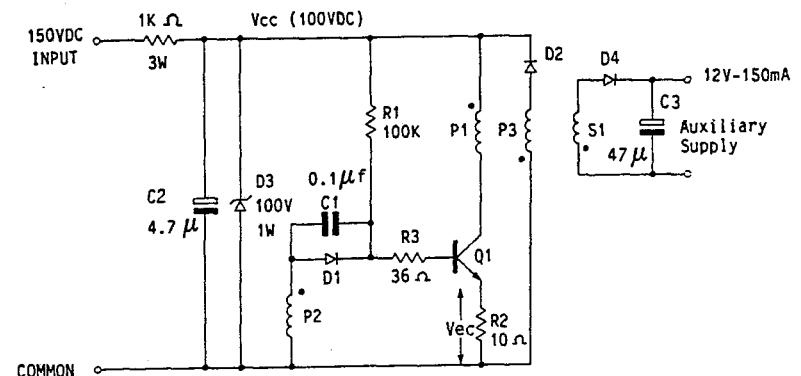 1K Ω
3W
150VDC
INPUT
Vcc (100VDC)
D2
D4
12V-150mA
R1
100K
P1
P3
S1
C3
47 μ
Auxiliary
Supply
0.1μf
C1
C2
4.7 μ
D3
100V
1W
D1
R3
36 Ω
Q1
P2
Vec
R2
10 Ω
COMMON